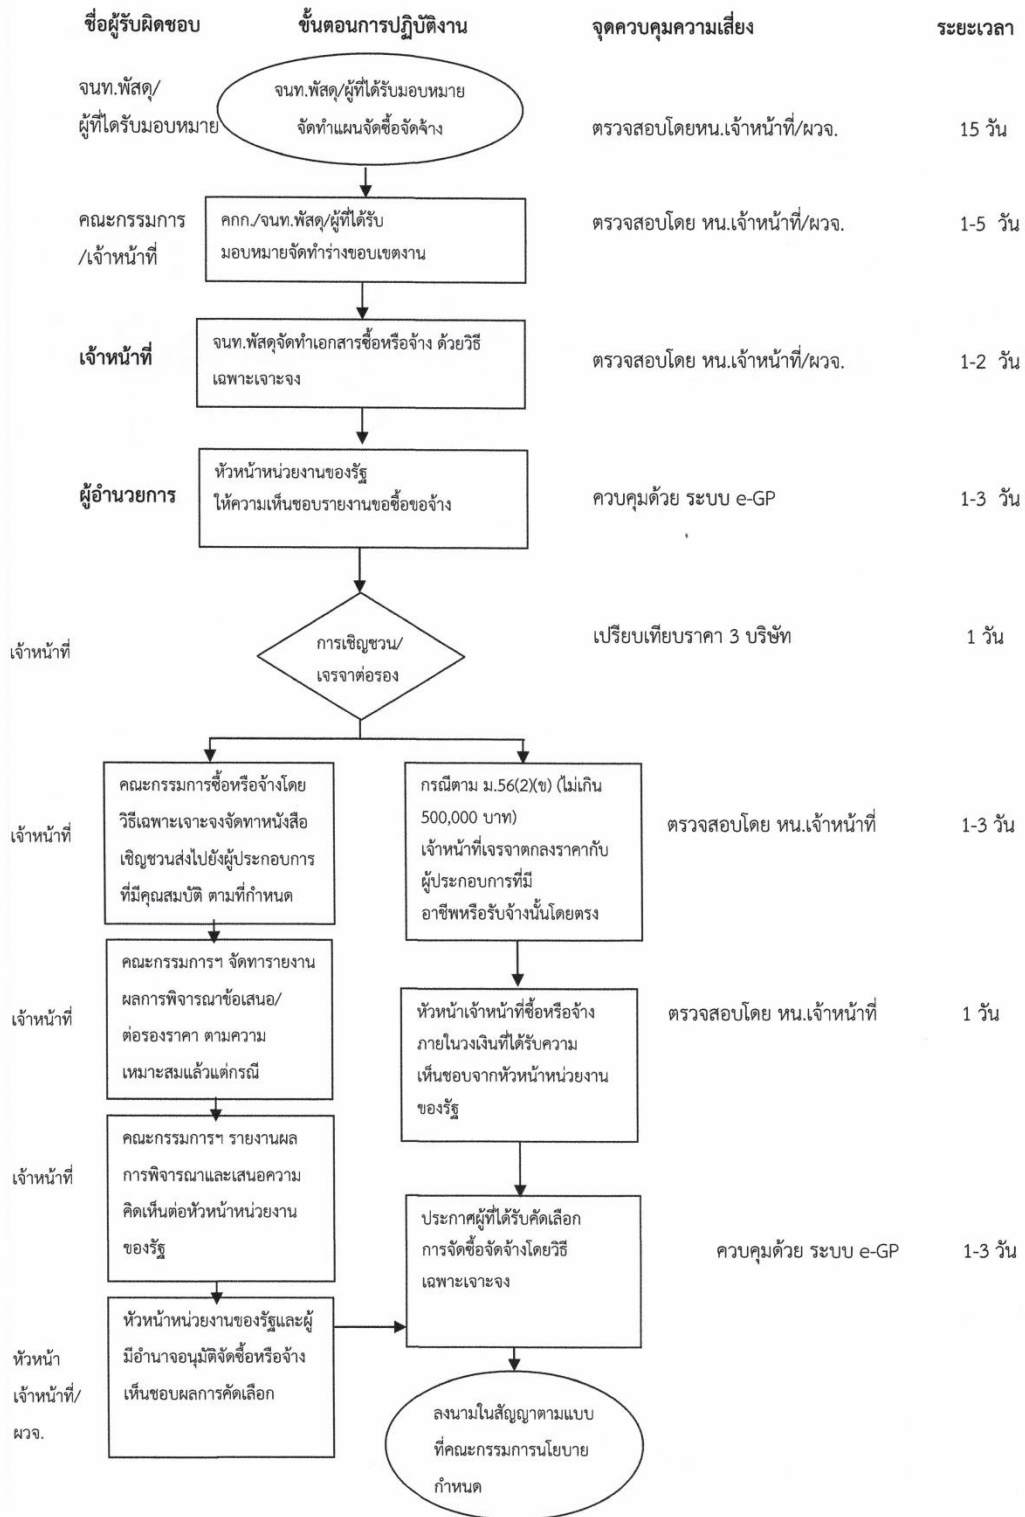 ชื่อผู้รับผิดชอบ ขั้นตอนการปฏิบัติงาน จุดควบคุมความเสี่ยง ระยะเวลา
จนท.พัสดุ/
ผู้ที่ได้รับมอบหมาย
จนท.พัสดุ/ผู้ที่ได้รับมอบหมาย
จัดทำแผนจัดซื้อจัดจ้าง
ตรวจสอบโดยหน.เจ้าหน้าที่/ผวจ. 15 วัน
คณะกรรมการ
/เจ้าหน้าที่
คกก./จนท.พัสดุ/ผู้ที่ได้รับ
มอบหมายจัดทำร่างขอบเขตงาน
ตรวจสอบโดย หน.เจ้าหน้าที่/ผวจ. 1-5 วัน
เจ้าหน้าที่
จนท.พัสดุจัดทำเอกสารซื้อหรือจ้าง ด้วยวิธี
เฉพาะเจาะจง
ตรวจสอบโดย หน.เจ้าหน้าที่/ผวจ. 1-2 วัน
ผู้อำนวยการ
หัวหน้าหน่วยงานของรัฐ
ให้ความเห็นชอบรายงานขอซื้อขอจ้าง
ควบคุมด้วย ระบบ e-GP 1-3 วัน
เจ้าหน้าที่
การเชิญชวน/
เจรจาต่อรอง
เปรียบเทียบราคา 3 บริษัท 1 วัน
เจ้าหน้าที่
คณะกรรมการซื้อหรือจ้างโดย
วิธีเฉพาะเจาะจงจัดทาหนังสือ
เชิญชวนส่งไปยังผู้ประกอบการ
ที่มีคุณสมบัติ ตามที่กำหนด
กรณีตาม ม.56(2)(ข) (ไม่เกิน
500,000 บาท)
เจ้าหน้าที่เจรจาตกลงราคากับ
ผู้ประกอบการที่มี
อาชีพหรือรับจ้างนั้นโดยตรง
ตรวจสอบโดย หน.เจ้าหน้าที่ 1-3 วัน
เจ้าหน้าที่
คณะกรรมการฯ จัดทารายงาน
ผลการพิจารณาข้อเสนอ/
ต่อรองราคา ตามความ
เหมาะสมแล้วแต่กรณี
หัวหน้าเจ้าหน้าที่ซื้อหรือจ้าง
ภายในวงเงินที่ได้รับความ
เห็นชอบจากหัวหน้าหน่วยงาน
ของรัฐ
ตรวจสอบโดย หน.เจ้าหน้าที่ 1 วัน
เจ้าหน้าที่
คณะกรรมการฯ รายงานผล
การพิจารณาและเสนอความ
คิดเห็นต่อหัวหน้าหน่วยงาน
ของรัฐ
ประกาศผู้ที่ได้รับคัดเลือก
การจัดซื้อจัดจ้างโดยวิธี
เฉพาะเจาะจง
ควบคุมด้วย ระบบ e-GP 1-3 วัน
หัวหน้า
เจ้าหน้าที่/
ผวจ.
หัวหน้าหน่วยงานของรัฐและผู้
มีอำนาจอนุมัติจัดซื้อหรือจ้าง
เห็นชอบผลการคัดเลือก
ลงนามในสัญญาตามแบบ
ที่คณะกรรมการนโยบาย
กำหนด